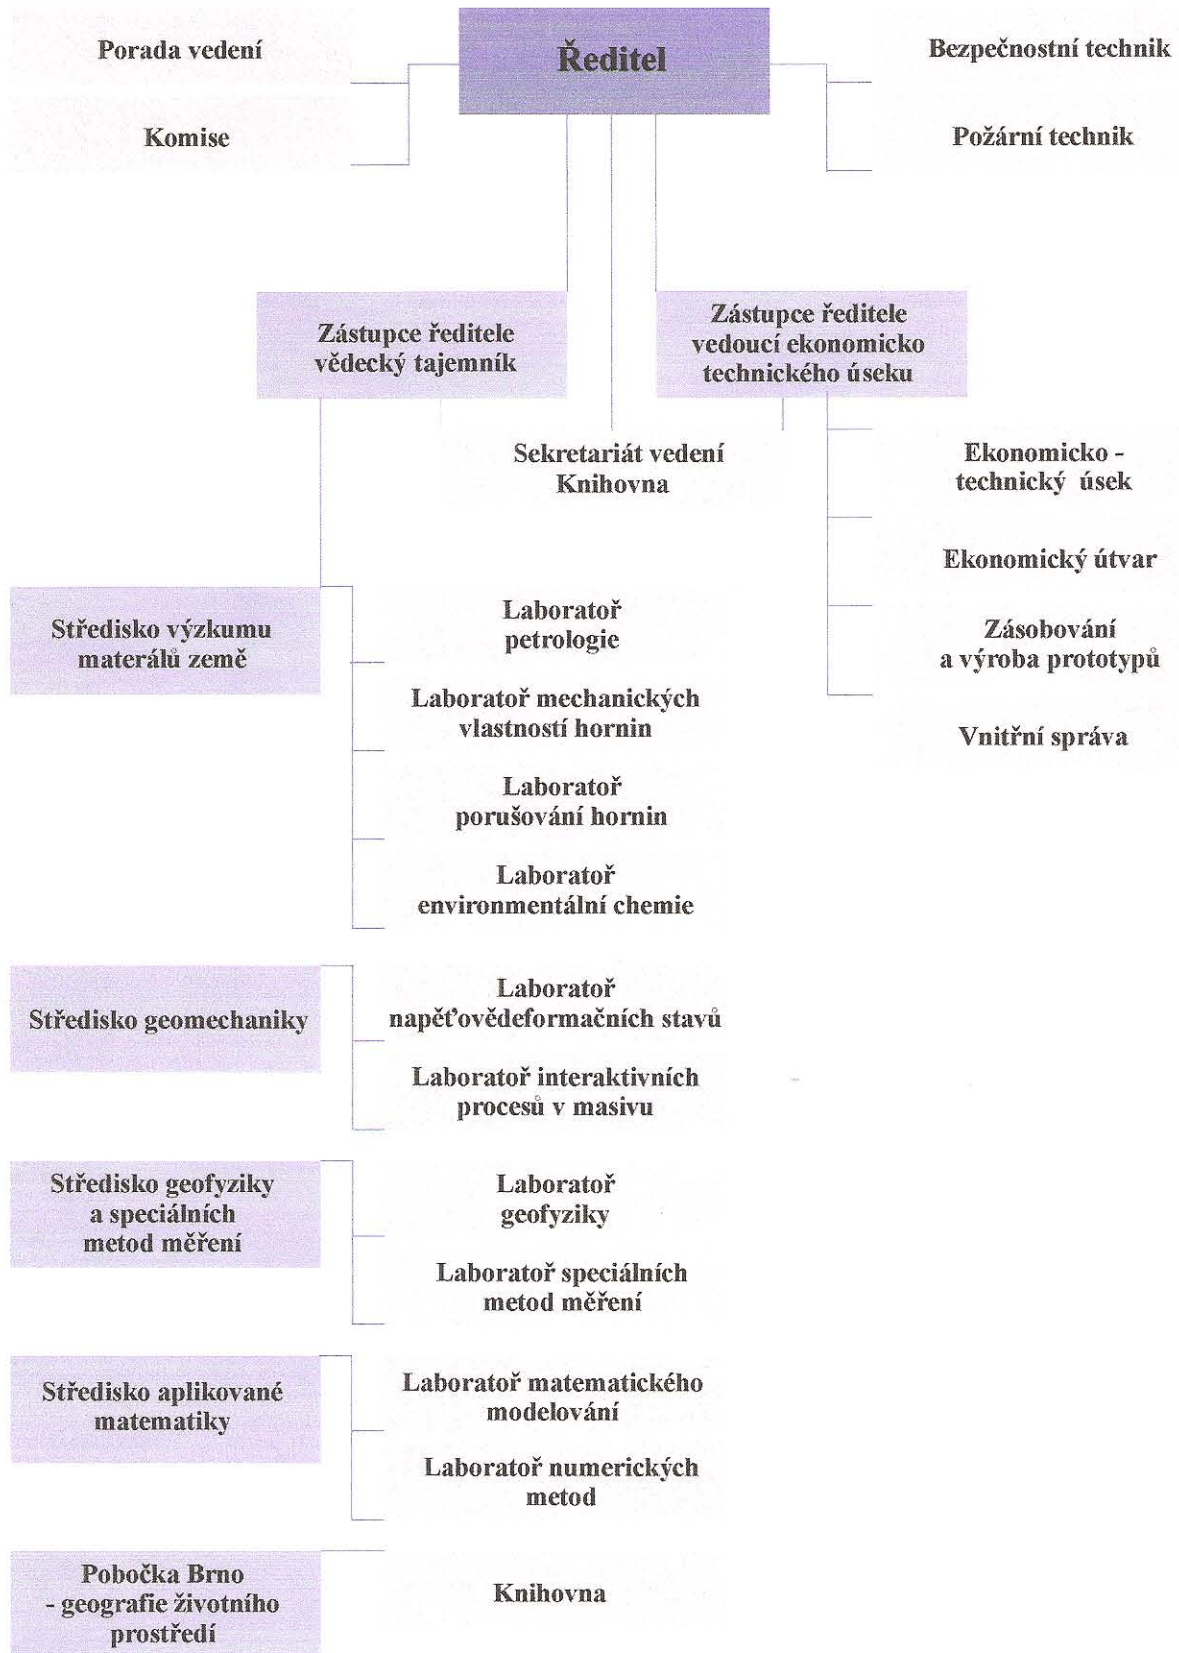 Porada vedení
Ředitel
Bezpečnostní technik
Komise
Požární technik
Zástupce ředitele
vědecký tajemník
Zástupce ředitele
vedoucí ekonomicko
technického úseku
Sekretariát vedení
Knihovna
Ekonomicko -
technický úsek
Ekonomický útvar
Zásobování
a výroba prototypů
Vnitřní správa
Středisko výzkumu
materálů země
Laboratoř
petrologie
Laboratoř mechanických
vlastností hornin
Laboratoř
porušování hornin
Laboratoř
environmentální chemie
Středisko geomechaniky
Laboratoř
napěťovědeformačních stavů
Laboratoř interaktivních
procesů v masivu
Středisko geofyziky
a speciálních
metod měření
Laboratoř
geofyziky
Laboratoř speciálních
metod měření
Středisko aplikované
matematiky
Laboratoř matematického
modelování
Laboratoř numerických
metod
Pobočka Brno
- geografie životního
prostředí
Knihovna